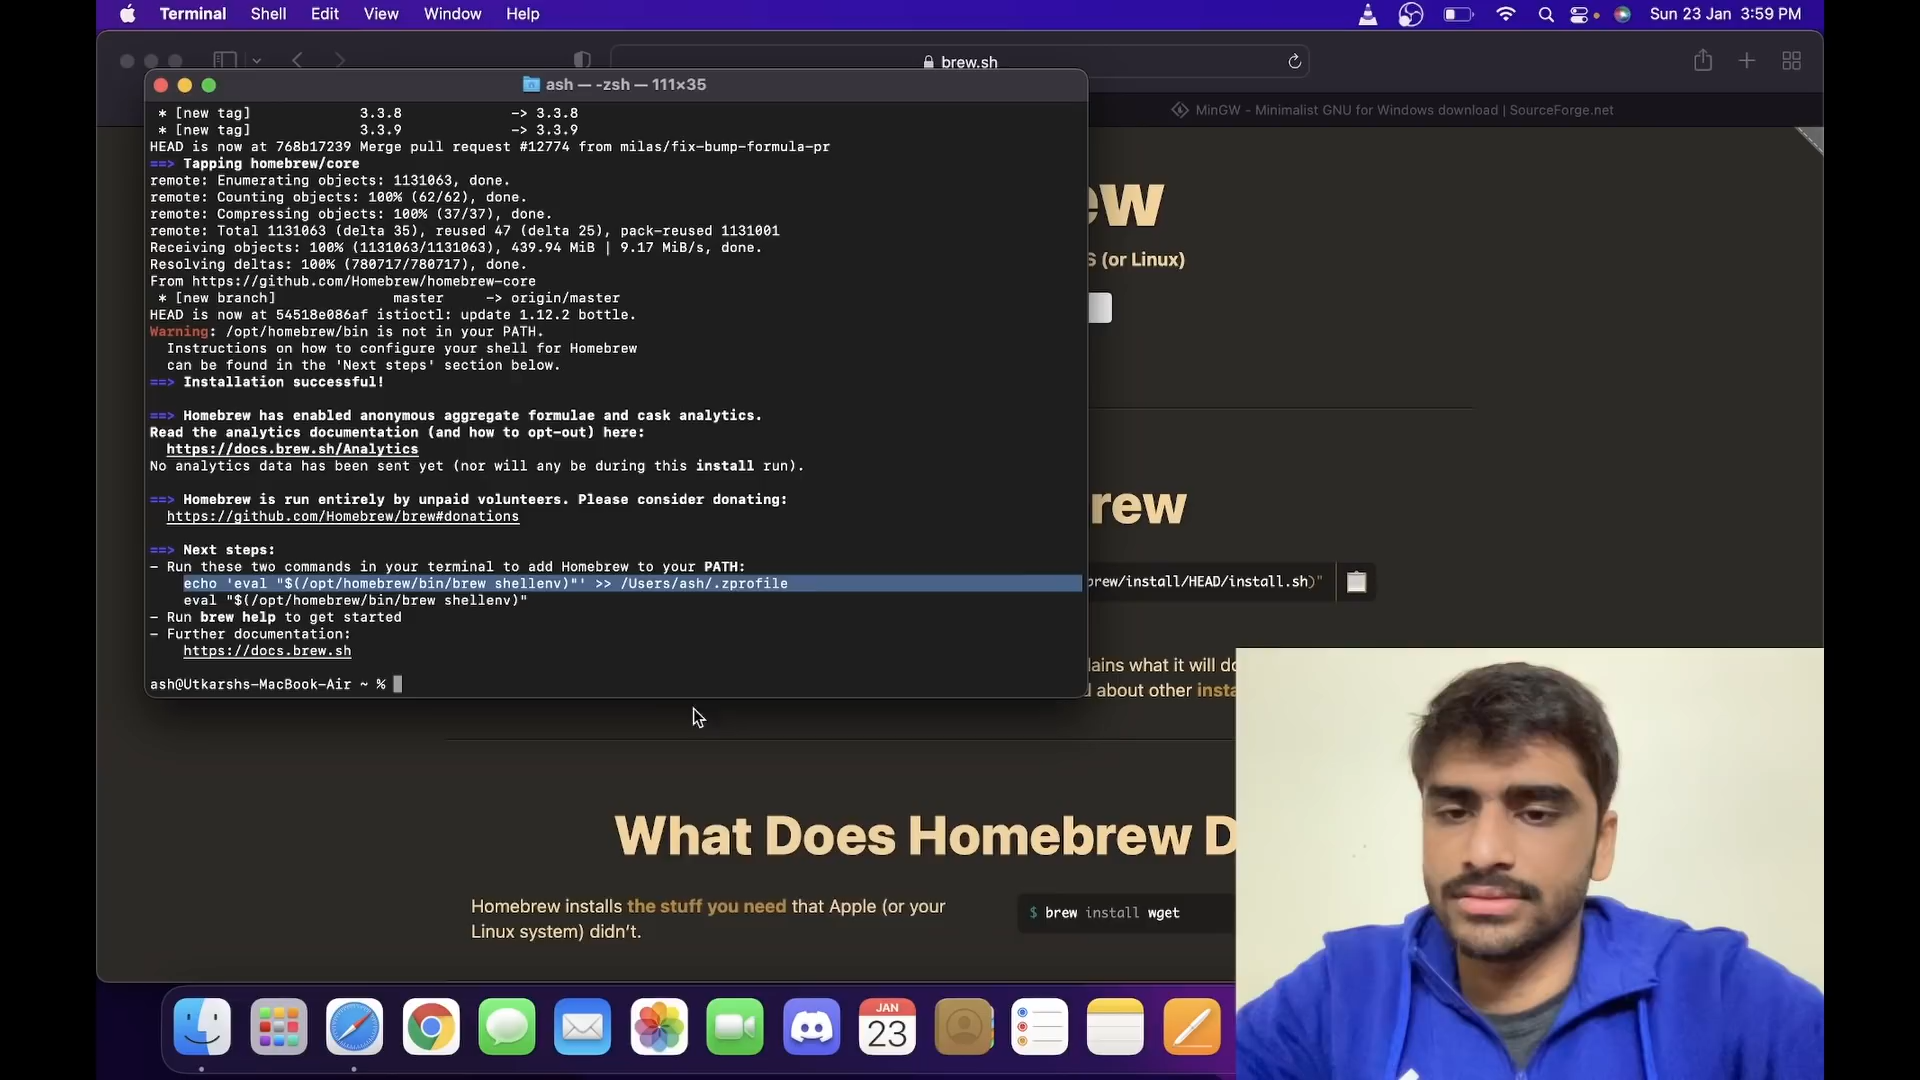 Terminal Shell Edit View Window Help
Sun 23 Jan 3:59 PM
brew.sh
MinGW - Minimalist GNU for Windows download | SourceForge.net
ash — -zsh — 111×35
* [new tag] 3.3.8 -> 3.3.8
* [new tag] 3.3.9 -> 3.3.9
HEAD is now at 768b17239 Merge pull request #12774 from milas/fix-bump-formula-pr
==> Tapping homebrew/core
remote: Enumerating objects: 1131063, done.
remote: Counting objects: 100% (62/62), done.
remote: Compressing objects: 100% (37/37), done.
remote: Total 1131063 (delta 35), reused 47 (delta 25), pack-reused 1131001
Receiving objects: 100% (1131063/1131063), 439.94 MiB | 9.17 MiB/s, done.
Resolving deltas: 100% (780717/780717), done.
From https://github.com/Homebrew/homebrew-core
* [new branch] master -> origin/master
HEAD is now at 54518e086af istioctl: update 1.12.2 bottle.
Warning: /opt/homebrew/bin is not in your PATH.
Instructions on how to configure your shell for Homebrew
can be found in the 'Next steps' section below.
==> Installation successful!
==> Homebrew has enabled anonymous aggregate formulae and cask analytics.
Read the analytics documentation (and how to opt-out) here:
https://docs.brew.sh/Analytics
No analytics data has been sent yet (nor will any be during this install run).
==> Homebrew is run entirely by unpaid volunteers. Please consider donating:
https://github.com/Homebrew/brew#donations
==> Next steps:
- Run these two commands in your terminal to add Homebrew to your PATH:
echo 'eval "$(/opt/homebrew/bin/brew shellenv)"' >> /Users/ash/.zprofile
eval "$(/opt/homebrew/bin/brew shellenv)"
- Run brew help to get started
- Further documentation:
https://docs.brew.sh
ash@Utkarshs-MacBook-Air ~ %
ew
S (or Linux)
rew
brew/install/HEAD/install.sh)"
lains what it will do
about other insta
What Does Homebrew D
Homebrew installs the stuff you need that Apple (or your
Linux system) didn't.
$ brew install wget
JAN
23